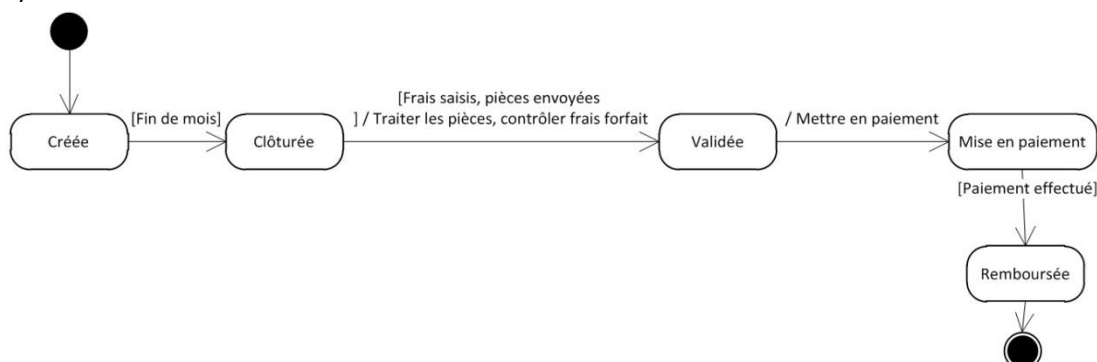 [Frais saisis, pièces envoyées
[Fin de mois]
] / Traiter les pièces, contrôler frais forfait
/ Mettre en paiement
Créée
Clôturée
Validée
Mise en paiement
[Paiement effectué]
Remboursée